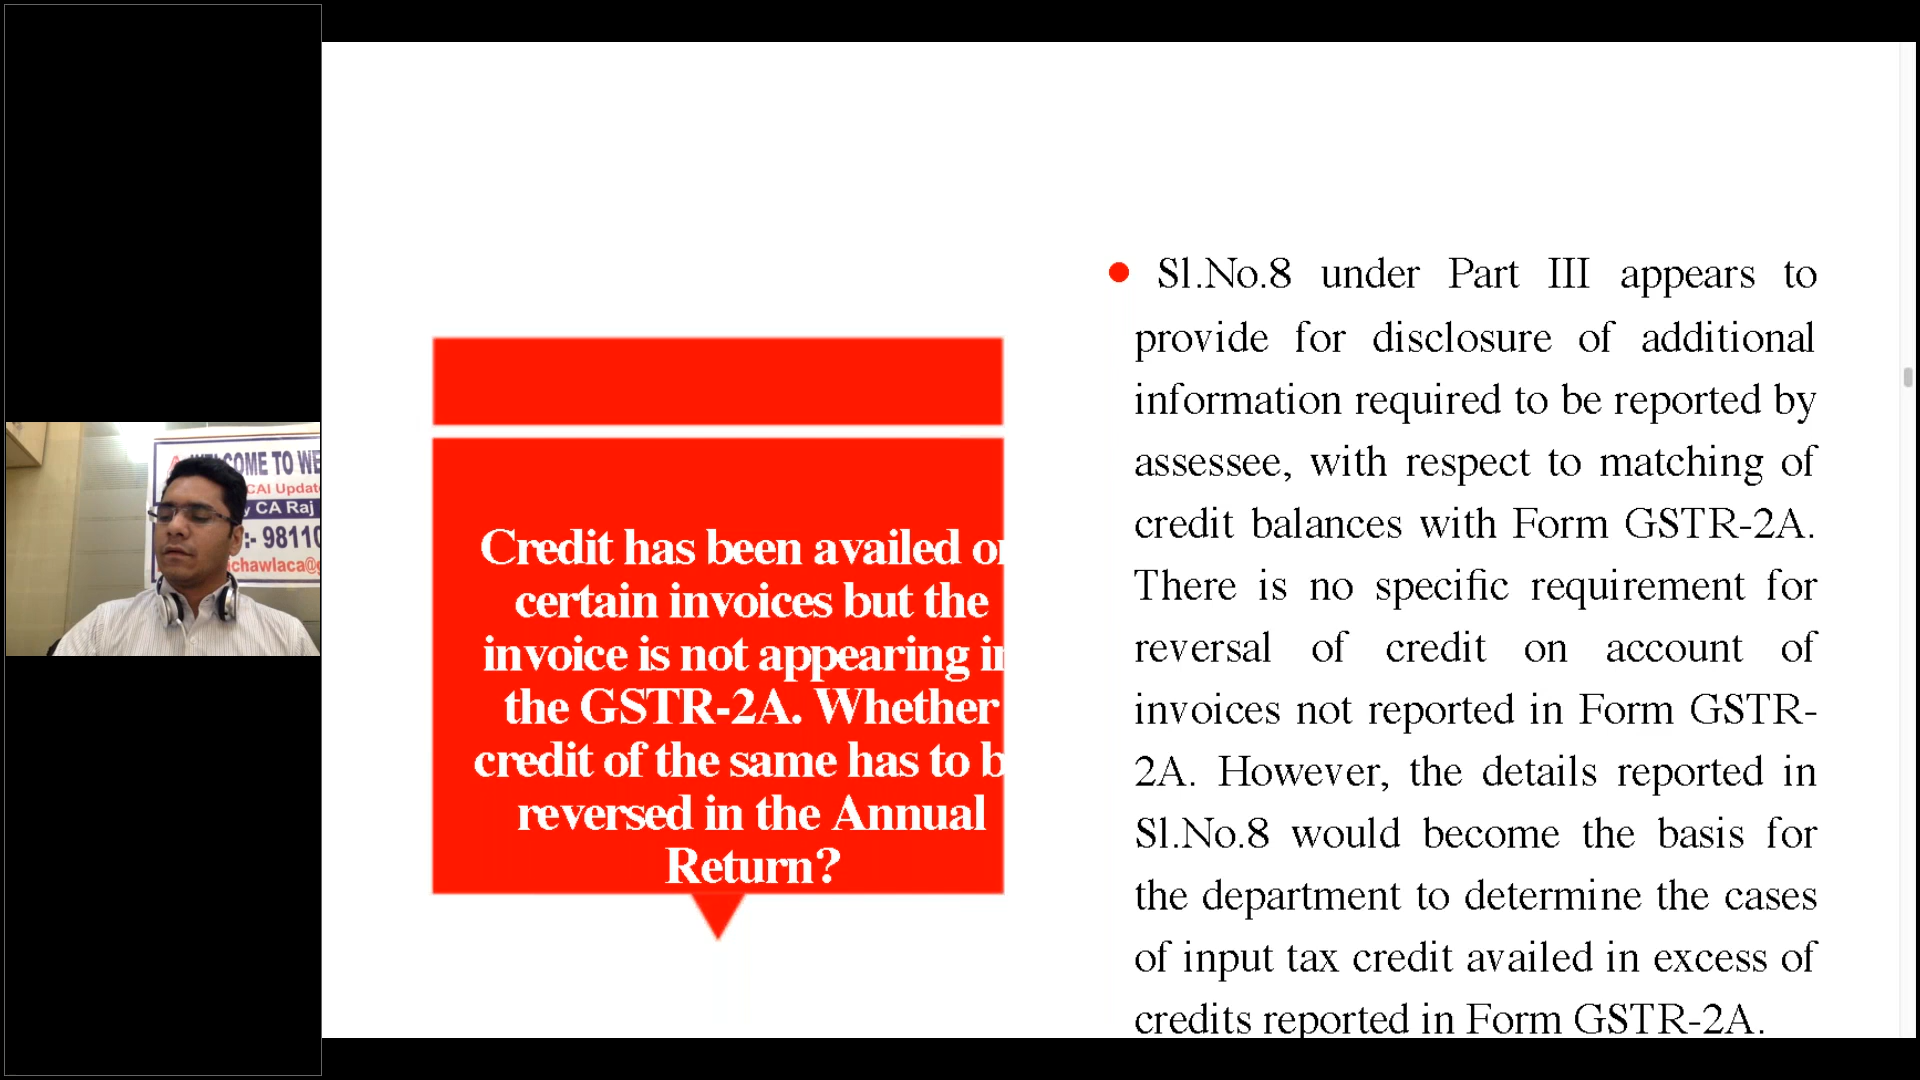 WELCOME TO WE
CAI Updat
y CA Raj
:- 98110
chawlaca@g
Credit has been availed on
certain invoices but the
invoice is not appearing in
the GSTR-2A. Whether
credit of the same has to b
reversed in the Annual
Return?
Sl.No.8 under Part III appears to
provide for disclosure of additional
information required to be reported by
assessee, with respect to matching of
credit balances with Form GSTR-2A.
There is no specific requirement for
reversal of credit on account of
invoices not reported in Form GSTR-
2A. However, the details reported in
Sl.No.8 would become the basis for
the department to determine the cases
of input tax credit availed in excess of
credits reported in Form GSTR-2A.